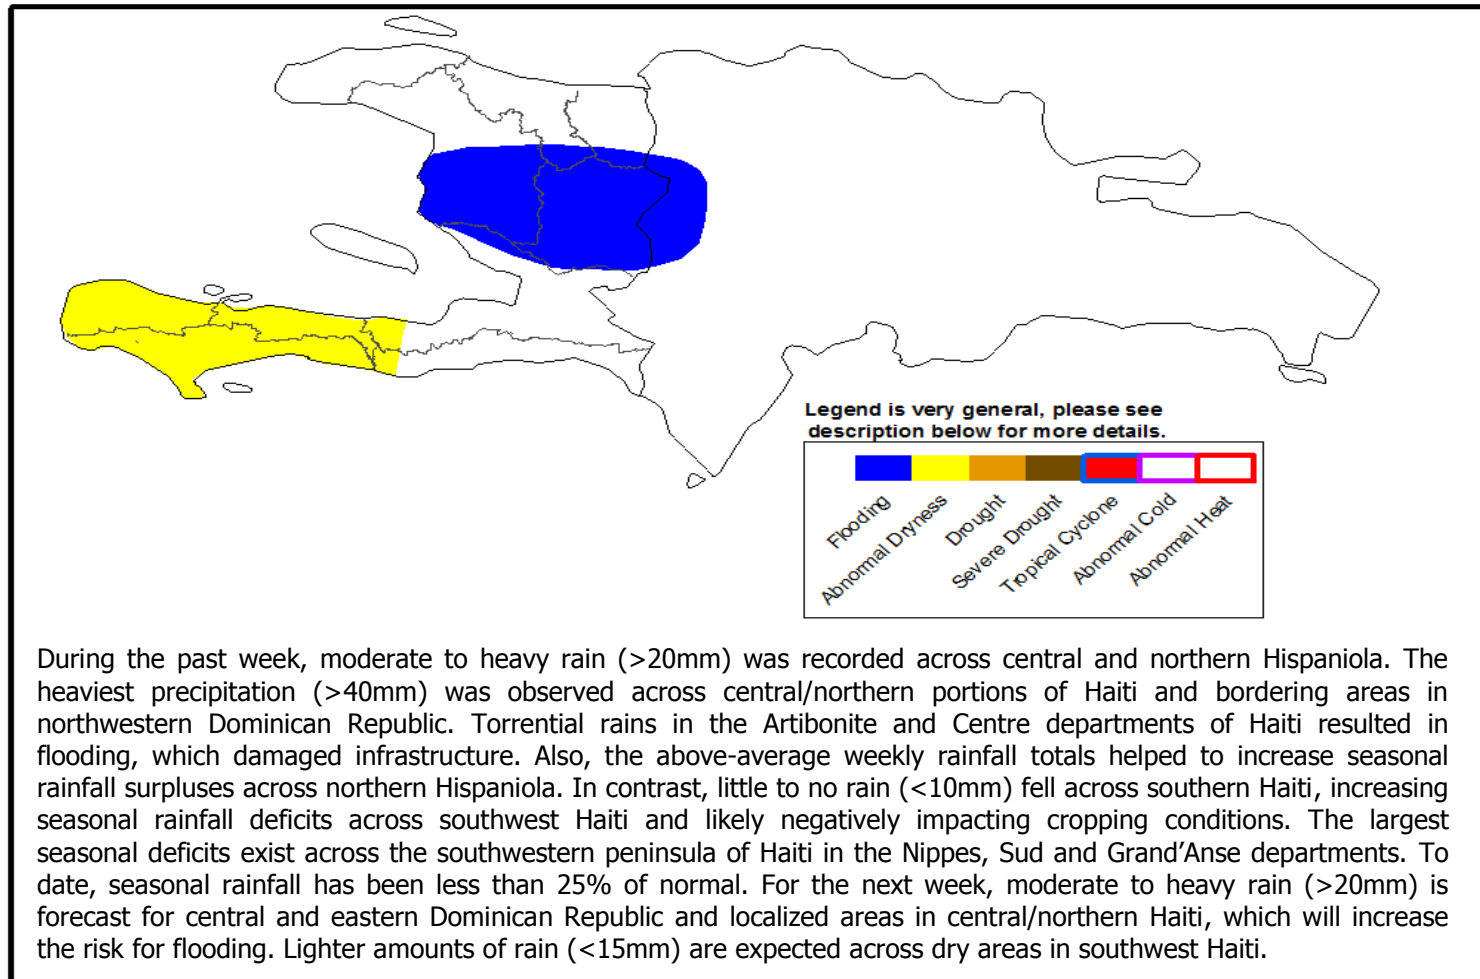 Legend is very general, please see
description below for more details.
Flooding
Abnormal Dryness
Drought
Severe Drought
Tropical Cyclone
Abnormal Cold
Abnormal Heat
During the past week, moderate to heavy rain (>20mm) was recorded across central and northern Hispaniola. The
heaviest precipitation (>40mm) was observed across central/northern portions of Haiti and bordering areas in
northwestern Dominican Republic. Torrential rains in the Artibonite and Centre departments of Haiti resulted in
flooding, which damaged infrastructure. Also, the above-average weekly rainfall totals helped to increase seasonal
rainfall surpluses across northern Hispaniola. In contrast, little to no rain (<10mm) fell across southern Haiti, increasing
seasonal rainfall deficits across southwest Haiti and likely negatively impacting cropping conditions. The largest
seasonal deficits exist across the southwestern peninsula of Haiti in the Nippes, Sud and Grand’Anse departments. To
date, seasonal rainfall has been less than 25% of normal. For the next week, moderate to heavy rain (>20mm) is
forecast for central and eastern Dominican Republic and localized areas in central/northern Haiti, which will increase
the risk for flooding. Lighter amounts of rain (<15mm) are expected across dry areas in southwest Haiti.